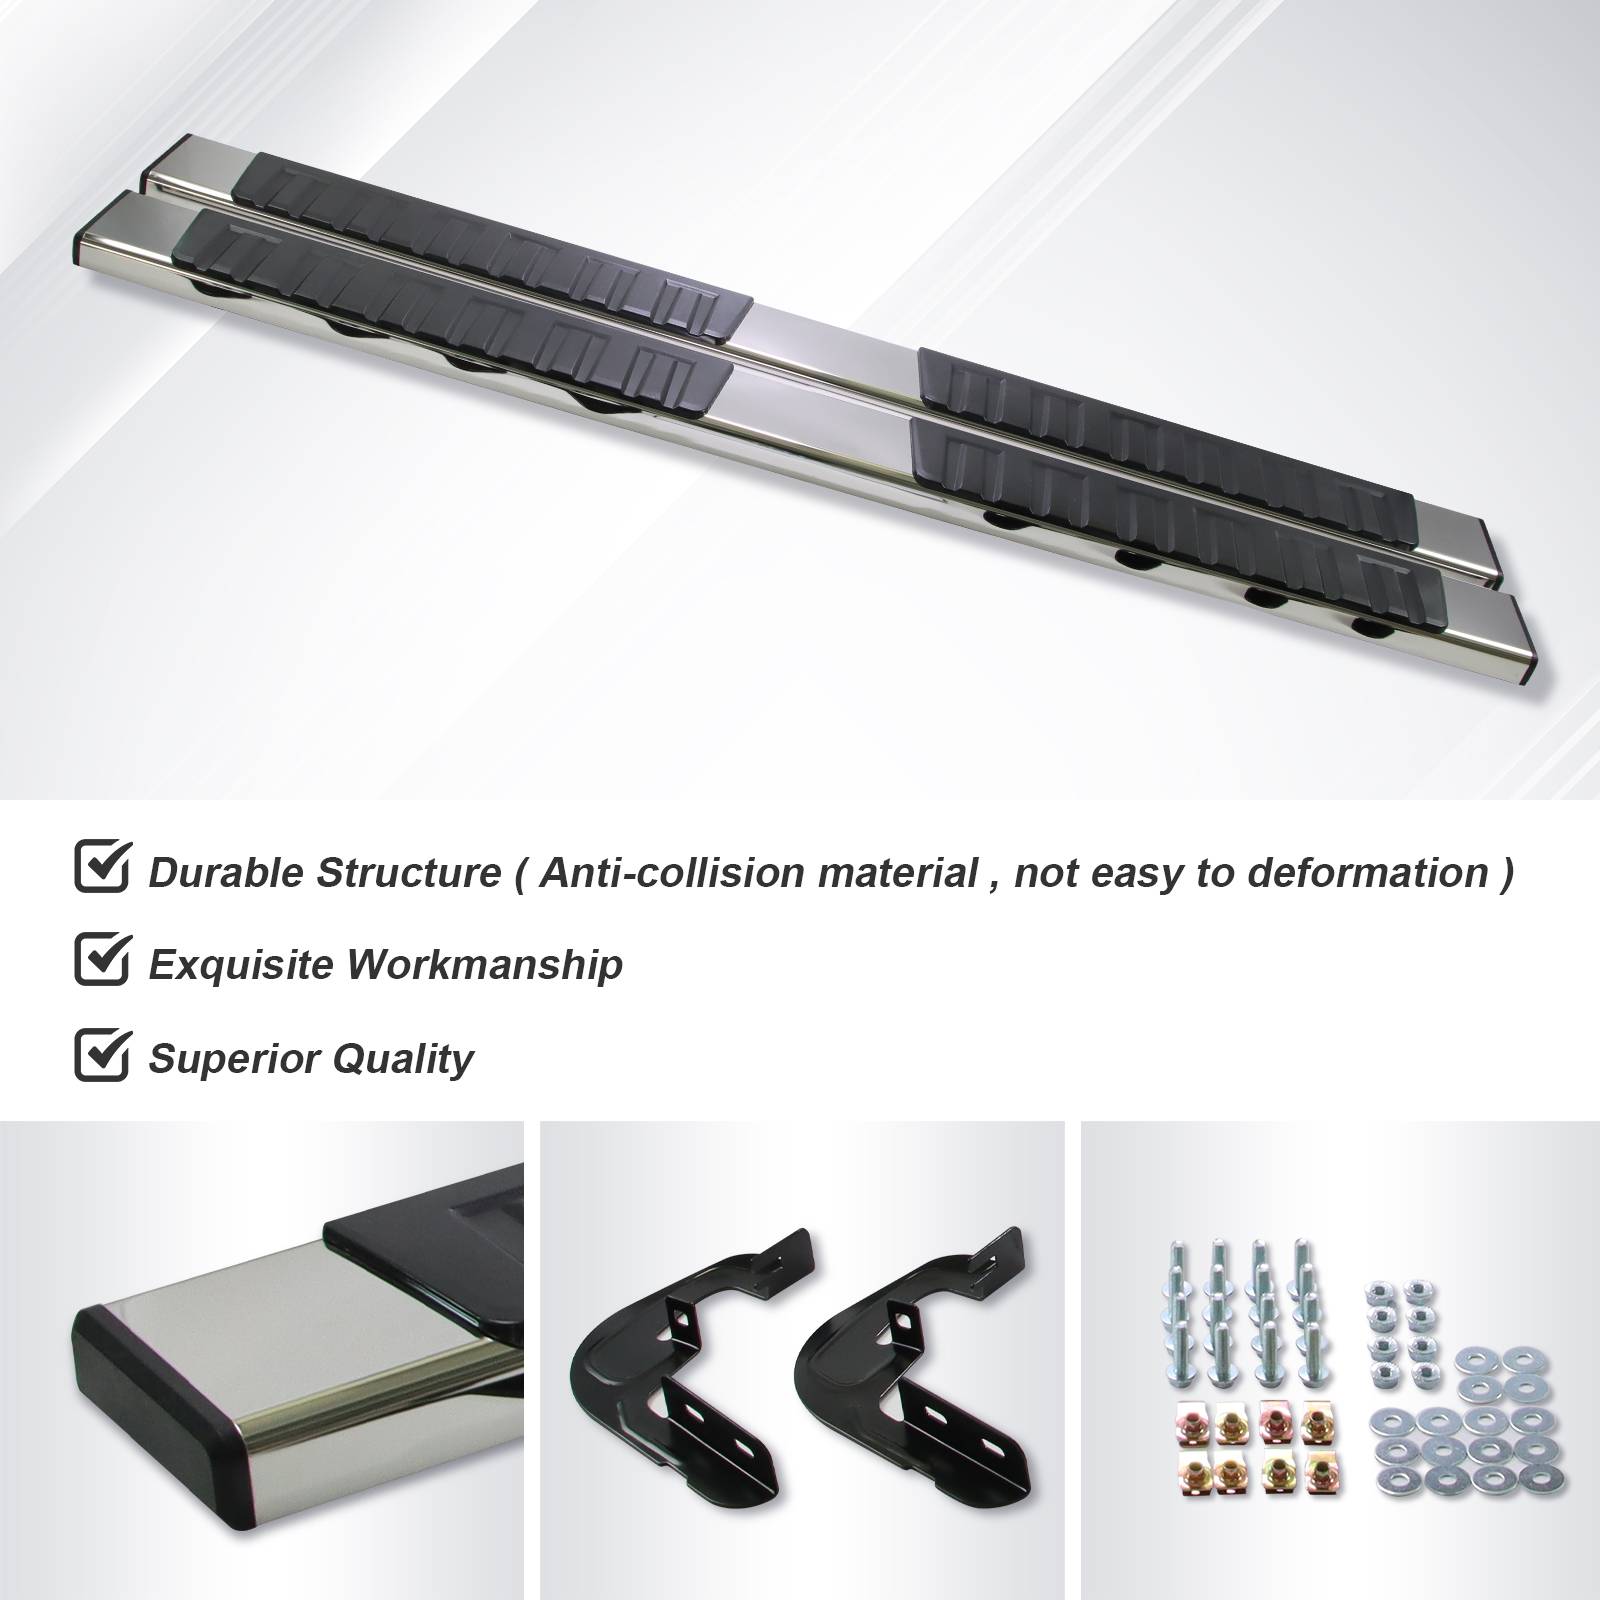 Durable Structure ( Anti-collision material , not easy to deformation )
Exquisite Workmanship
Superior Quality